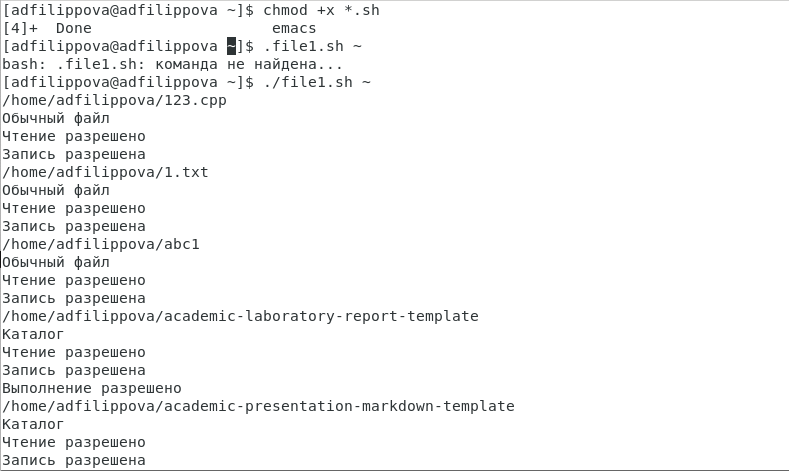 [adfilippova@adfilippova ~]$ chmod +x *.sh
[4]+  Done                    emacs
[adfilippova@adfilippova ~]$ .file1.sh ~
bash: .file1.sh: команда не найдена...
[adfilippova@adfilippova ~]$ ./file1.sh ~
/home/adfilippova/123.cpp
Обычный файл
Чтение разрешено
Запись разрешена
/home/adfilippova/1.txt
Обычный файл
Чтение разрешено
Запись разрешена
/home/adfilippova/abc1
Обычный файл
Чтение разрешено
Запись разрешена
/home/adfilippova/academic-laboratory-report-template
Каталог
Чтение разрешено
Запись разрешена
Выполнение разрешено
/home/adfilippova/academic-presentation-markdown-template
Каталог
Чтение разрешено
Запись разрешена